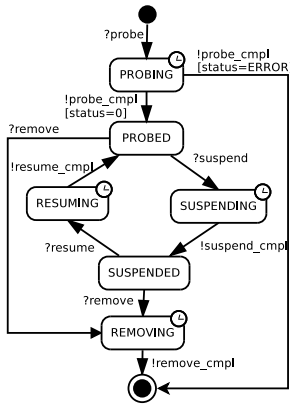 ?probe
!probe_cmpl
[status=ERROR
PROBING
!probe_cmpl
[status=0]
?remove
PROBED
!resume_cmpl
?suspend
RESUMING
SUSPENDING
?resume
!suspend_cmpl
SUSPENDED
?remove
REMOVING
!remove_cmpl